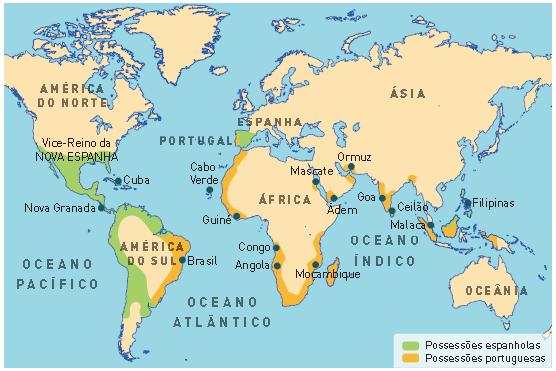 AMÉRICA
DO NORTE
ÁSIA
ESPANHA
PORTUGAL
Vice-Reino da
NOVA ESPANHA
Ormuz
Cabo
Verde
Mascate
Cuba
ÁFRICA
Goa
Ceilão
Filipinas
Nova Granada
Guiné
Adem
Malaca
AMÉRICA
DO SUL
Brasil
Congo
Angola
Moçambique
OCEANO
ÍNDICO
OCEANO
PACÍFICO
OCEÂNIA
OCEANO
ATLÂNTICO
Possessões espanholas
Possessões portuguesas